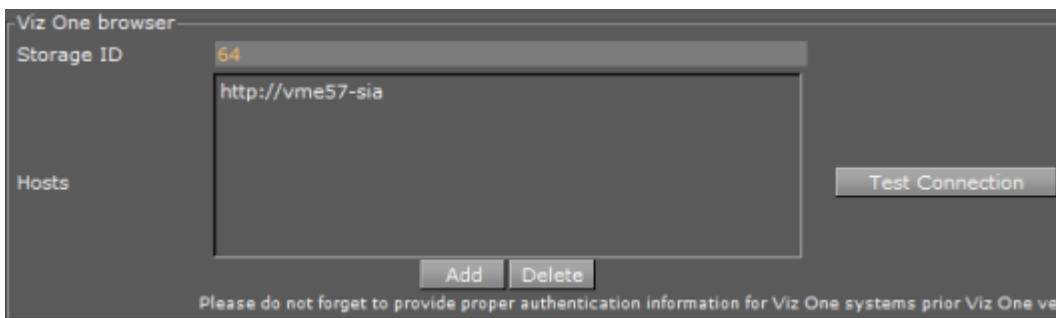 Viz One browser
Storage ID 64
http://vme57-sia
Hosts
Test Connection
Add Delete
Please do not forget to provide proper authentication information for Viz One systems prior Viz One